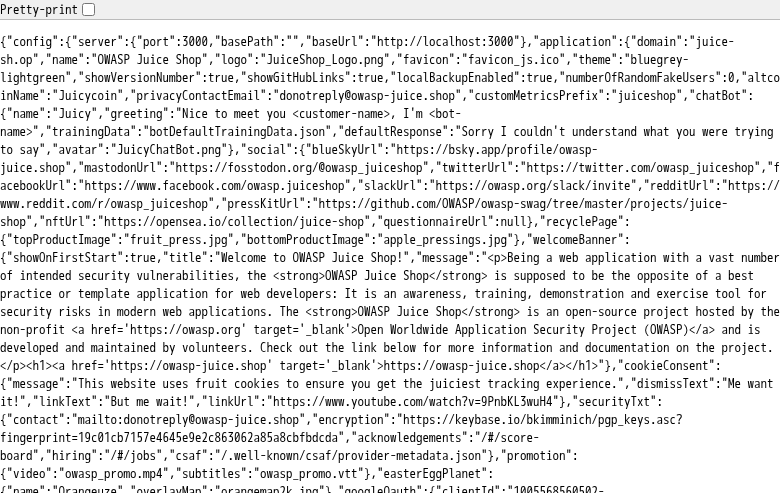 Pretty-print
{"config":{"server":{"port":3000,"basePath":"","baseUrl":"http://localhost:3000"},"application":{"domain":"juice-
sh.op","name":"OWASP Juice Shop","logo":"JuiceShop_Logo.png","favicon":"favicon_js.ico","theme":"bluegrey-
lightgreen","showVersionNumber":true,"showGitHubLinks":true,"localBackupEnabled":true,"numberOfRandomFakeUsers":0,"altco
inName":"Juicycoin","privacyContactEmail":"donotreply@owasp-juice.shop","customMetricsPrefix":"juiceshop","chatBot":
{"name":"Juicy","greeting":"Nice to meet you <customer-name>, I'm <bot-
name>","trainingData":"botDefaultTrainingData.json","defaultResponse":"Sorry I couldn't understand what you were trying
to say","avatar":"JuicyChatBot.png"},"social":{"blueSkyUrl":"https://bsky.app/profile/owasp-
juice.shop","mastodonUrl":"https://fosstodon.org/@owasp_juiceshop","twitterUrl":"https://twitter.com/owasp_juiceshop","f
acebookUrl":"https://www.facebook.com/owasp.juiceshop","slackUrl":"https://owasp.org/slack/invite","redditUrl":"https://
www.reddit.com/r/owasp_juiceshop","pressKitUrl":"https://github.com/OWASP/owasp-swag/tree/master/projects/juice-
shop","nftUrl":"https://opensea.io/collection/juice-shop","questionnaireUrl":null},"recyclePage":
{"topProductImage":"fruit_press.jpg","bottomProductImage":"apple_pressings.jpg"},"welcomeBanner":
{"showOnFirstStart":true,"title":"Welcome to OWASP Juice Shop!","message":"<p>Being a web application with a vast number
of intended security vulnerabilities, the <strong>OWASP Juice Shop</strong> is supposed to be the opposite of a best
practice or template application for web developers: It is an awareness, training, demonstration and exercise tool for
security risks in modern web applications. The <strong>OWASP Juice Shop</strong> is an open-source project hosted by the
non-profit <a href='https://owasp.org' target='_blank'>Open Worldwide Application Security Project (OWASP)</a> and is
developed and maintained by volunteers. Check out the link below for more information and documentation on the project.
</p><h1><a href='https://owasp-juice.shop' target='_blank'>https://owasp-juice.shop</a></h1>"},"cookieConsent":
{"message":"This website uses fruit cookies to ensure you get the juiciest tracking experience.","dismissText":"Me want
it!","linkText":"But me wait!","linkUrl":"https://www.youtube.com/watch?v=9PnbKL3wuH4"},"securityTxt":
{"contact":"mailto:donotreply@owasp-juice.shop","encryption":"https://keybase.io/bkimminich/pgp_keys.asc?
fingerprint=19c01cb7157e4645e9e2c863062a85a8cbfbdcda","acknowledgements":"/#/score-
board","hiring":"/#/jobs","csaf":"/.well-known/csaf/provider-metadata.json"},"promotion":
{"video":"owasp_promo.mp4","subtitles":"owasp_promo.vtt"},"easterEggPlanet":
{"name":"Orangeuze","overlayMap":"orangemap2k.jpg"},"googleOauth":{"clientId":"1005568560502-